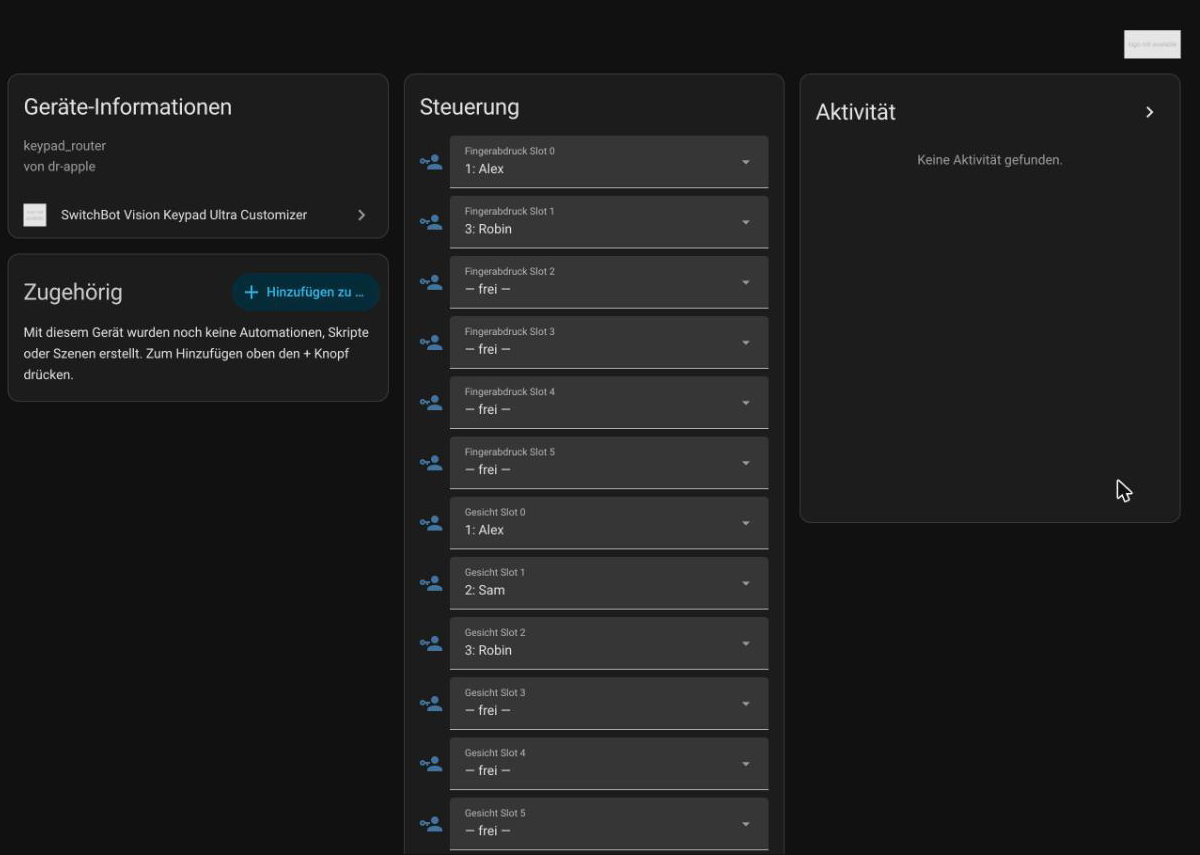 Geräte-Informationen
keypad_router
von dr-apple
SwitchBot Vision Keypad Ultra Customizer
Zugehörig
Hinzufügen zu ...
Mit diesem Gerät wurden noch keine Automationen, Skripte
oder Szenen erstellt. Zum Hinzufügen oben den + Knopf
drücken.
Steuerung
Fingerabdruck Slot 0
1: Alex
Fingerabdruck Slot 1
3: Robin
Fingerabdruck Slot 2
— frei —
Fingerabdruck Slot 3
— frei —
Fingerabdruck Slot 4
— frei —
Fingerabdruck Slot 5
— frei —
Gesicht Slot 0
1: Alex
Gesicht Slot 1
2: Sam
Gesicht Slot 2
3: Robin
Gesicht Slot 3
— frei —
Gesicht Slot 4
— frei —
Gesicht Slot 5
— frei —
Aktivität
Keine Aktivität gefunden.